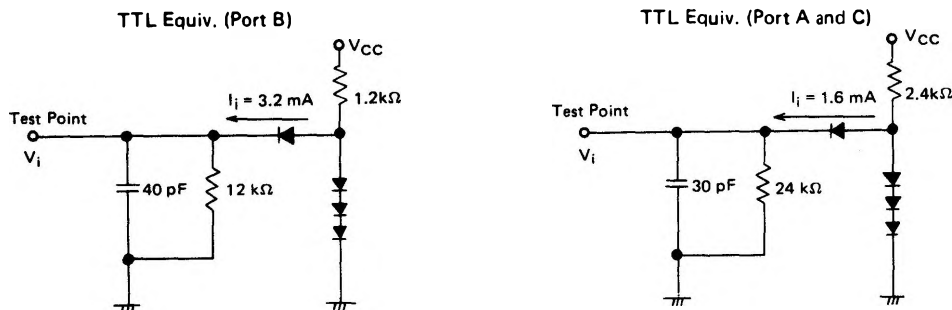 TTL Equiv. (Port B)
VCC
1.2kΩ
Ii = 3.2 mA
Test Point
Vi
40 pF
12 kΩ
TTL Equiv. (Port A and C)
VCC
2.4kΩ
Ii = 1.6 mA
Test Point
Vi
30 pF
24 kΩ